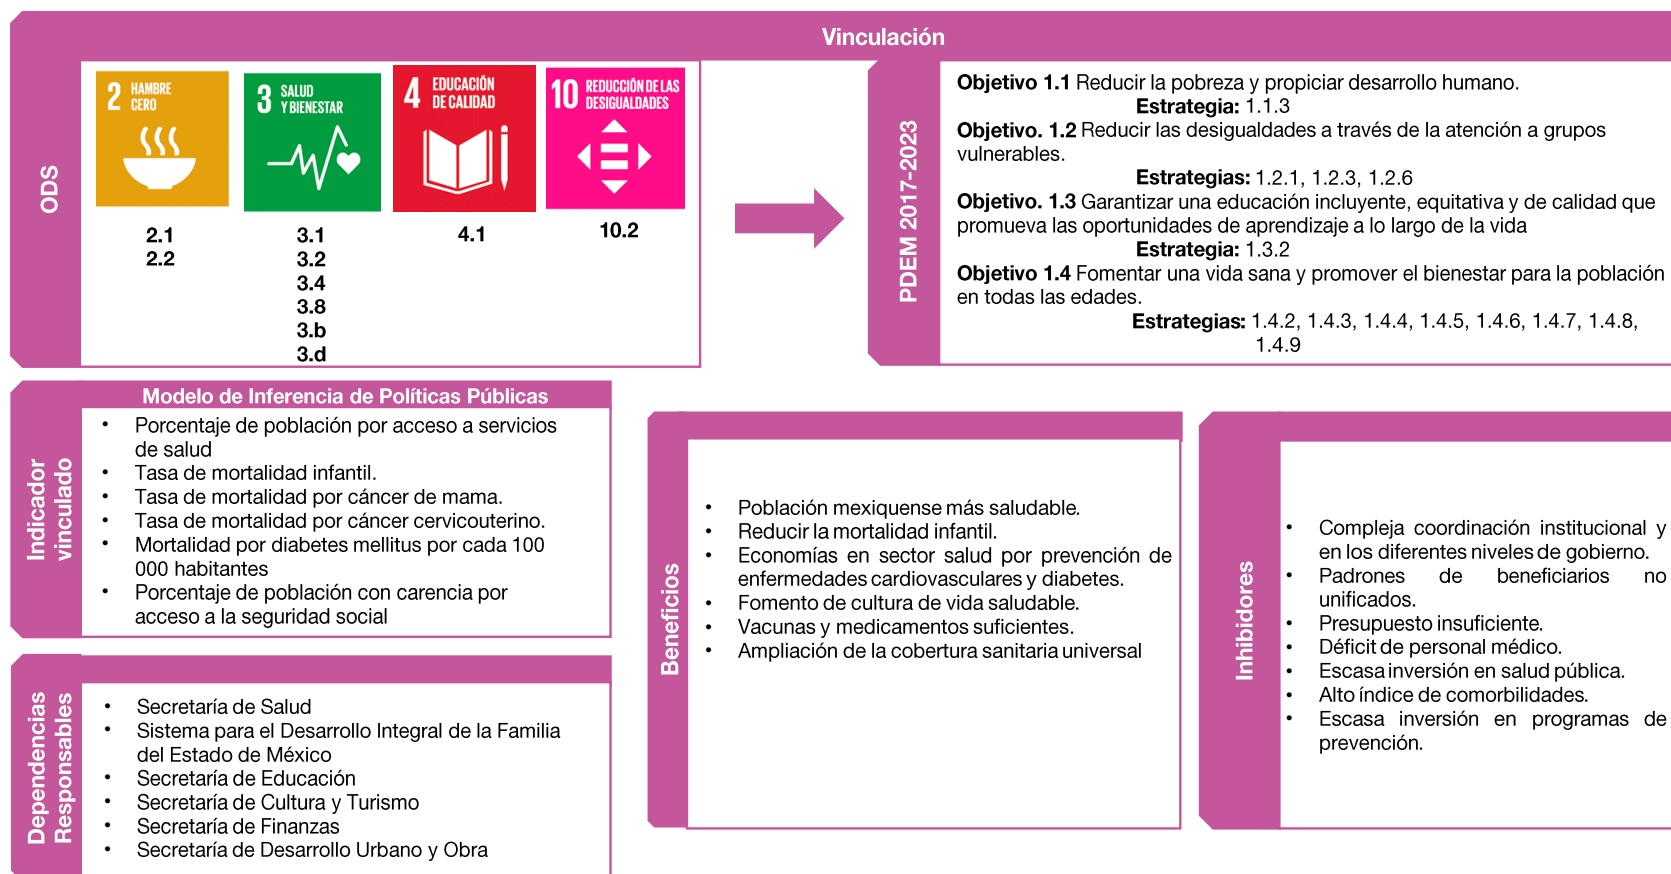 Vinculación
ODS
2 HAMBRE
CERO
3 SALUD
Y BIENESTAR
4 EDUCACIÓN
DE CALIDAD
10 REDUCCIÓN DE LAS
DESIGUALDADES
2.1
2.2
3.1
3.2
3.4
3.8
3.b
3.d
4.1
10.2
PDEM 2017-2023
Objetivo 1.1 Reducir la pobreza y propiciar desarrollo humano.
Estrategia: 1.1.3
Objetivo. 1.2 Reducir las desigualdades a través de la atención a grupos
vulnerables.
Estrategias: 1.2.1, 1.2.3, 1.2.6
Objetivo. 1.3 Garantizar una educación incluyente, equitativa y de calidad que
promueva las oportunidades de aprendizaje a lo largo de la vida
Estrategia: 1.3.2
Objetivo 1.4 Fomentar una vida sana y promover el bienestar para la población
en todas las edades.
Estrategias: 1.4.2, 1.4.3, 1.4.4, 1.4.5, 1.4.6, 1.4.7, 1.4.8,
1.4.9
Modelo de Inferencia de Políticas Públicas
Indicador
vinculado
• Porcentaje de población por acceso a servicios
de salud
• Tasa de mortalidad infantil.
• Tasa de mortalidad por cáncer de mama.
• Tasa de mortalidad por cáncer cervicouterino.
• Mortalidad por diabetes mellitus por cada 100
000 habitantes
• Porcentaje de población con carencia por
acceso a la seguridad social
Dependencias
Responsables
• Secretaría de Salud
• Sistema para el Desarrollo Integral de la Familia
del Estado de México
• Secretaría de Educación
• Secretaría de Cultura y Turismo
• Secretaría de Finanzas
• Secretaría de Desarrollo Urbano y Obra
Beneficios
• Población mexiquense más saludable.
• Reducir la mortalidad infantil.
• Economías en sector salud por prevención de
enfermedades cardiovasculares y diabetes.
• Fomento de cultura de vida saludable.
• Vacunas y medicamentos suficientes.
• Ampliación de la cobertura sanitaria universal
Inhibidores
• Compleja coordinación institucional y
en los diferentes niveles de gobierno.
• Padrones de beneficiarios no
unificados.
• Presupuesto insuficiente.
• Déficit de personal médico.
• Escasa inversión en salud pública.
• Alto índice de comorbilidades.
• Escasa inversión en programas de
prevención.